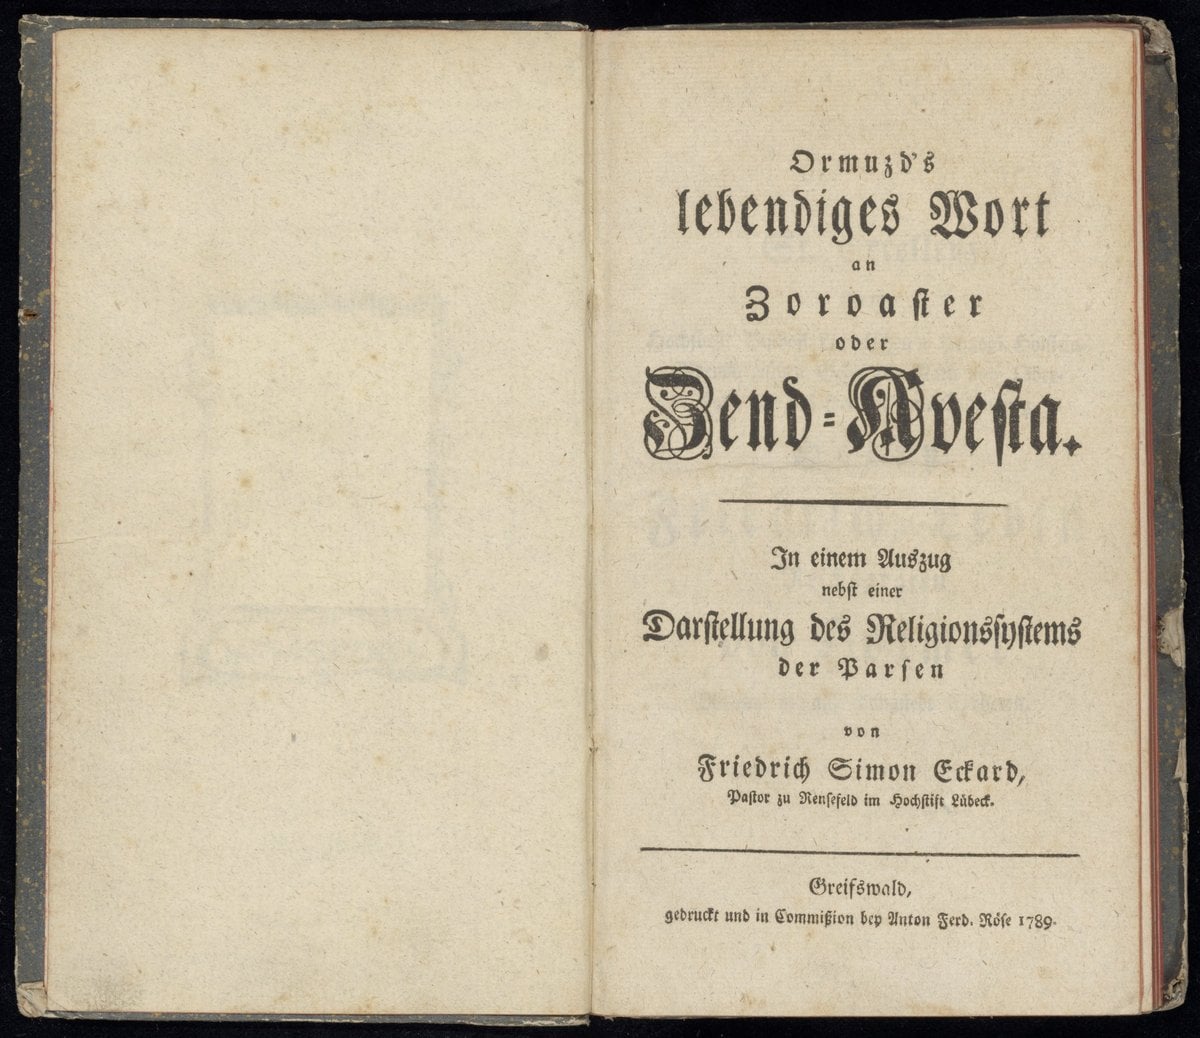 Ormuzd's
lebendiges Wort
an
Zoroaster
oder
Zend-Avesta.
In einem Auszug
nebst einer
Darstellung des Religionssystems
der Parsen
von
Friedrich Simon Eckard,
Pastor zu Rensefeld im Hochstift Lübeck.
Greifswald,
gedruckt und in Commißion bey Anton Ferd. Röse 1789.